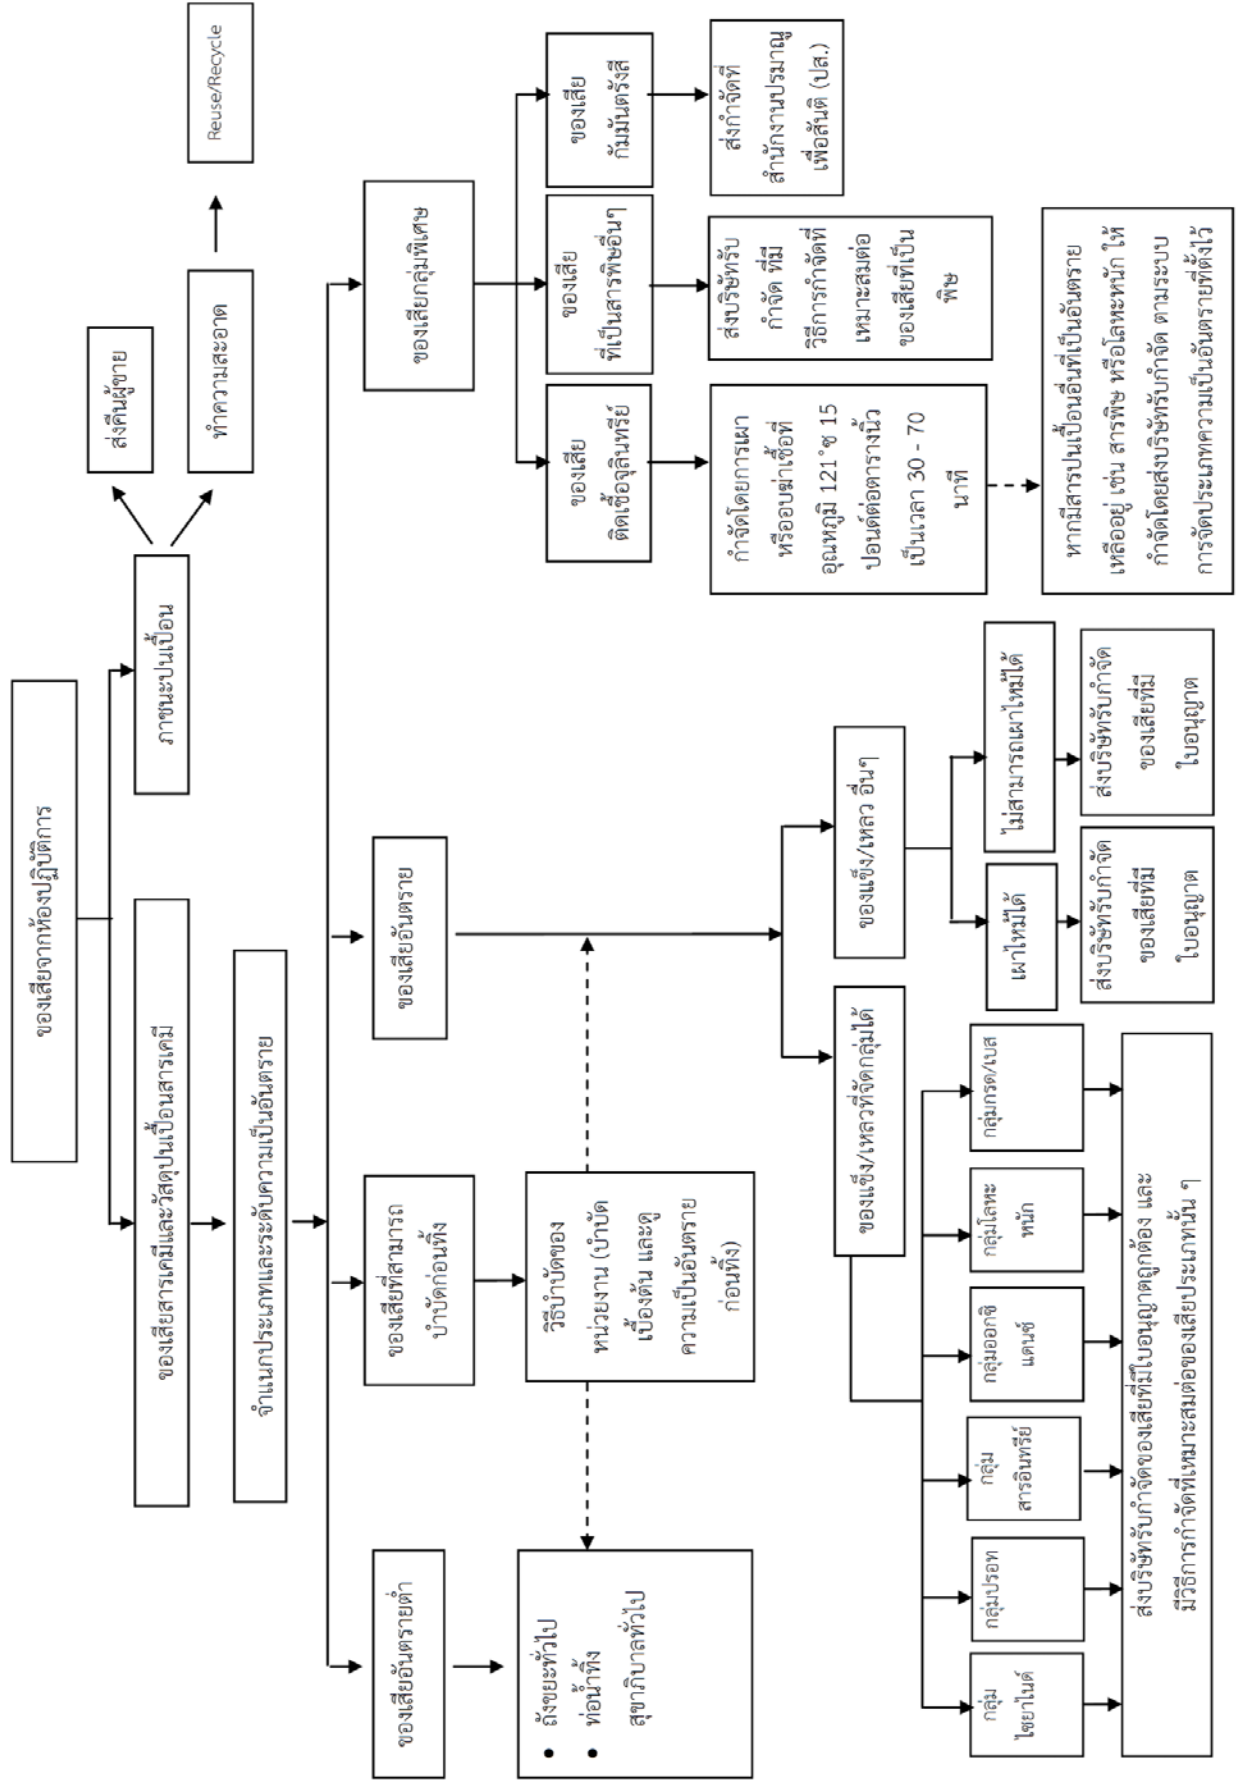 ของเสียจากห้องปฏิบัติการ
ของเสียสารเคมีและวัสดุปนเปื้อนสารเคมี
ภาชนะปนเปื้อน
ส่งคืนผู้ขาย
ทำความสะอาด
Reuse/Recycle
จำแนกประเภทและระดับความเป็นอันตราย
ของเสียอันตรายต่ำ
ของเสียที่สามารถ
บำบัดก่อนทิ้ง
ของเสียอันตราย
ของเสียกลุ่มพิเศษ
• ถังขยะทั่วไป
• ท่อน้ำทิ้ง
สุขาภิบาลทั่วไป
วิธีบำบัดของ
หน่วยงาน (บำบัด
เบื้องต้น และดู
ความเป็นอันตราย
ก่อนทิ้ง)
ของเสีย
ติดเชื้อจุลินทรีย์
ของเสีย
ที่เป็นสารพิษอื่นๆ
ของเสีย
กัมมันตรังสี
กำจัดโดยการเผา
หรืออบฆ่าเชื้อที่
อุณหภูมิ 121°ซ 15
ปอนด์ต่อตารางนิ้ว
เป็นเวลา 30 - 70
นาที
ส่งบริษัทรับ
กำจัด ที่มี
วิธีการกำจัดที่
เหมาะสมต่อ
ของเสียที่เป็น
พิษ
ส่งกำจัดที่
สำนักงานปรมาณู
เพื่อสันติ (ปส.)
หากมีสารปนเปื้อนอื่นที่เป็นอันตราย
เหลืออยู่ เช่น สารพิษ หรือโลหะหนัก ให้
กำจัดโดยส่งบริษัทรับกำจัด ตามระบบ
การจัดประเภทความเป็นอันตรายที่ตั้งไว้
ของแข็ง/เหลวที่จัดกลุ่มได้
ของแข็ง/เหลว อื่นๆ
กลุ่ม
ไซยาไนด์
กลุ่มปรอท
กลุ่ม
สารอินทรีย์
กลุ่มออกซิ
แดนซ์
กลุ่มโลหะ
หนัก
กลุ่มกรด/เบส
เผาไหม้ได้
ไม่สามารถเผาไหม้ได้
ส่งบริษัทรับกำจัดของเสียที่มีใบอนุญาตถูกต้อง และ
มีวิธีการกำจัดที่เหมาะสมต่อของเสียประเภทนั้น ๆ
ส่งบริษัทรับกำจัด
ของเสียที่มี
ใบอนุญาต
ส่งบริษัทรับกำจัด
ของเสียที่มี
ใบอนุญาต